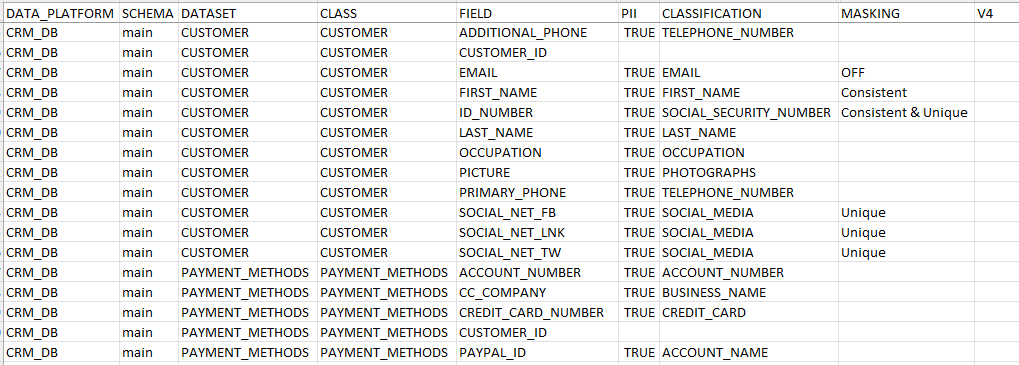 DATA_PLATFORM SCHEMA DATASET CLASS FIELD PII CLASSIFICATION MASKING V4
CRM_DB main CUSTOMER CUSTOMER ADDITIONAL_PHONE TRUE TELEPHONE_NUMBER
CRM_DB main CUSTOMER CUSTOMER CUSTOMER_ID
CRM_DB main CUSTOMER CUSTOMER EMAIL TRUE EMAIL OFF
CRM_DB main CUSTOMER CUSTOMER FIRST_NAME TRUE FIRST_NAME Consistent
CRM_DB main CUSTOMER CUSTOMER ID_NUMBER TRUE SOCIAL_SECURITY_NUMBER Consistent & Unique
CRM_DB main CUSTOMER CUSTOMER LAST_NAME TRUE LAST_NAME
CRM_DB main CUSTOMER CUSTOMER OCCUPATION TRUE OCCUPATION
CRM_DB main CUSTOMER CUSTOMER PICTURE TRUE PHOTOGRAPHS
CRM_DB main CUSTOMER CUSTOMER PRIMARY_PHONE TRUE TELEPHONE_NUMBER
CRM_DB main CUSTOMER CUSTOMER SOCIAL_NET_FB TRUE SOCIAL_MEDIA Unique
CRM_DB main CUSTOMER CUSTOMER SOCIAL_NET_LNK TRUE SOCIAL_MEDIA Unique
CRM_DB main CUSTOMER CUSTOMER SOCIAL_NET_TW TRUE SOCIAL_MEDIA Unique
CRM_DB main PAYMENT_METHODS PAYMENT_METHODS ACCOUNT_NUMBER TRUE ACCOUNT_NUMBER
CRM_DB main PAYMENT_METHODS PAYMENT_METHODS CC_COMPANY TRUE BUSINESS_NAME
CRM_DB main PAYMENT_METHODS PAYMENT_METHODS CREDIT_CARD_NUMBER TRUE CREDIT_CARD
CRM_DB main PAYMENT_METHODS PAYMENT_METHODS CUSTOMER_ID
CRM_DB main PAYMENT_METHODS PAYMENT_METHODS PAYPAL_ID TRUE ACCOUNT_NAME